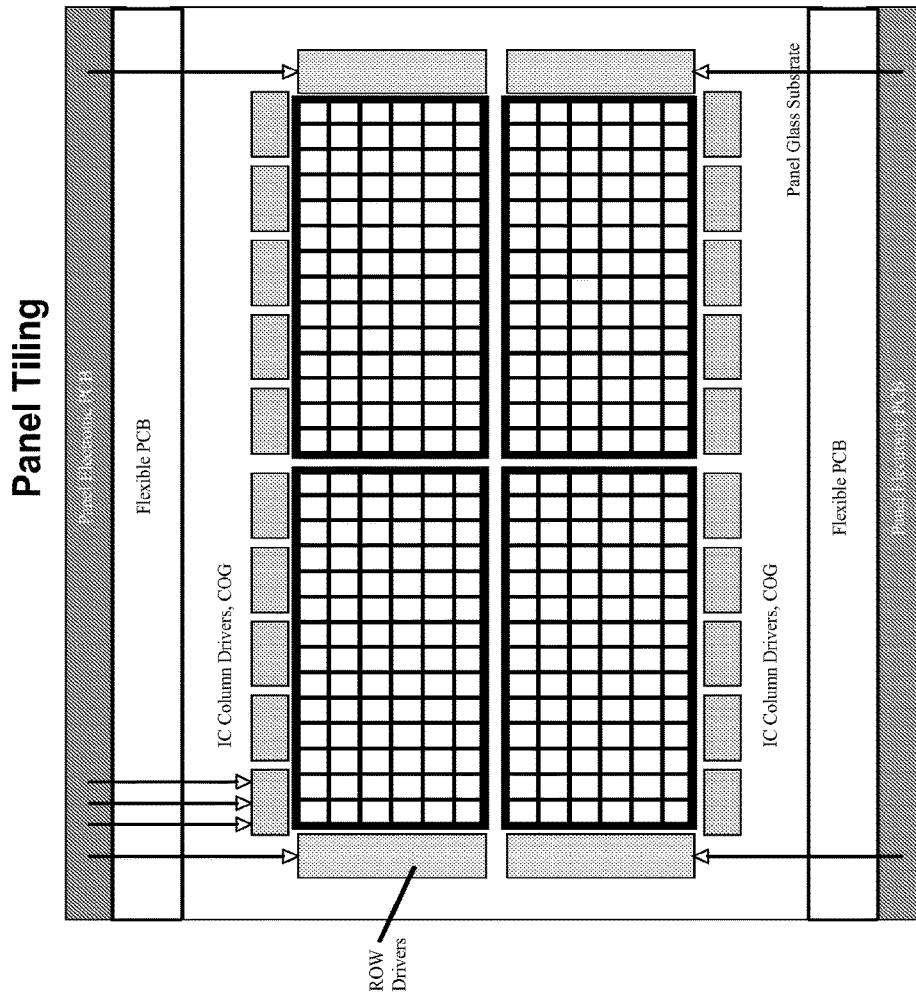 Panel Tiling
Panel Electronic PCB
Flexible PCB
IC Column Drivers, COG
ROW
Drivers
IC Column Drivers, COG
Panel Glass Substrate
Flexible PCB
Panel Electronic PCB